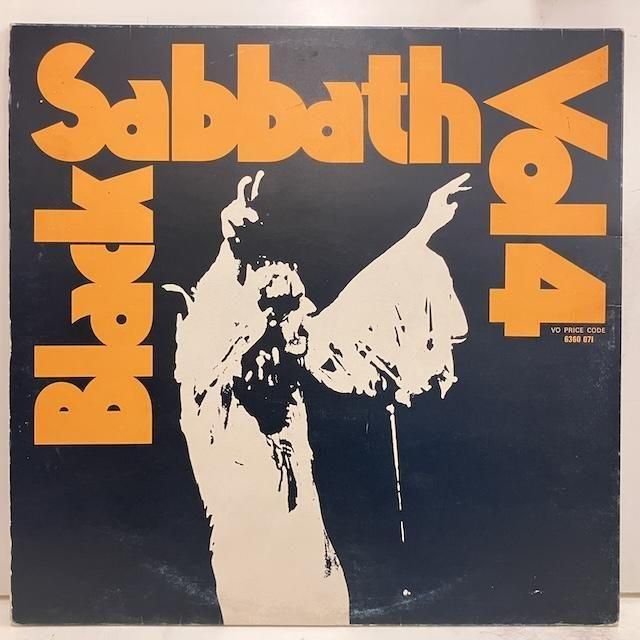 Black
Sabbath
Vol 4
VO PRICE CODE
6360 071